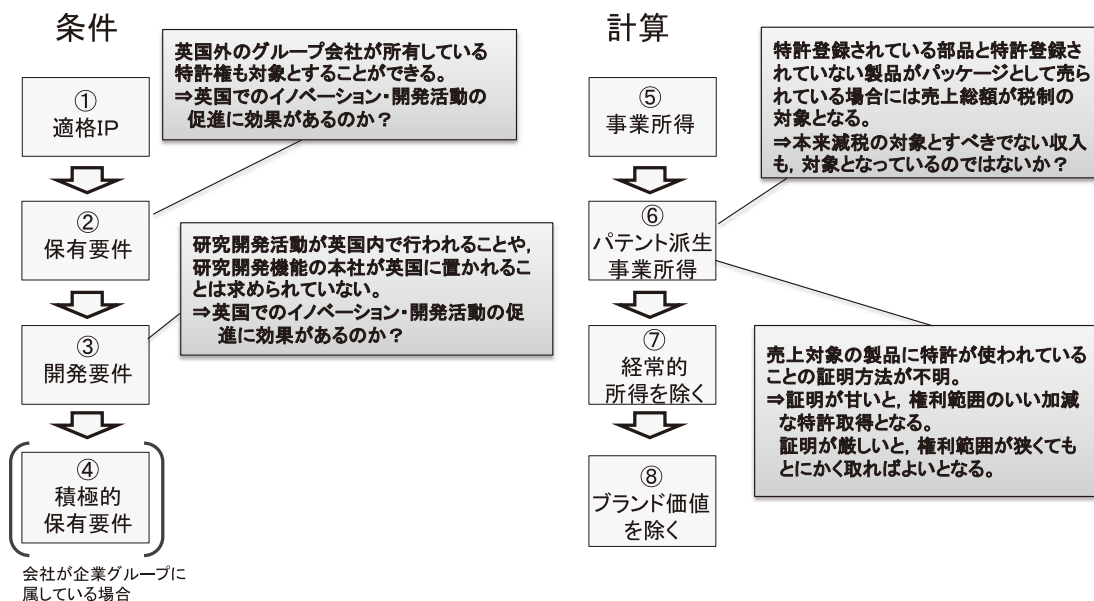 条件
英国外のグループ会社が所有している
特許権も対象とすることができる。
⇒英国でのイノベーション・開発活動の
促進に効果があるのか？
①
適格IP
②
保有要件
研究開発活動が英国内で行われることや,
研究開発機能の本社が英国に置かれるこ
とは求められていない。
⇒英国でのイノベーション・開発活動の促
進に効果があるのか？
③
開発要件
④
積極的
保有要件
会社が企業グループに
属している場合
計算
特許登録されている部品と特許登録さ
れていない製品がパッケージとして売ら
れている場合には売上総額が税制の
対象となる。
⇒本来減税の対象とすべきでない収入
も, 対象となっているのではないか？
⑤
事業所得
⑥
パテント派生
事業所得
⑦
経常的
所得を除く
売上対象の製品に特許が使われている
ことの証明方法が不明。
⇒証明が甘いと, 権利範囲のいい加減
な特許取得となる。
証明が厳しいと, 権利範囲が狭くても
とにかく取ればよいとなる。
⑧
ブランド価値
を除く